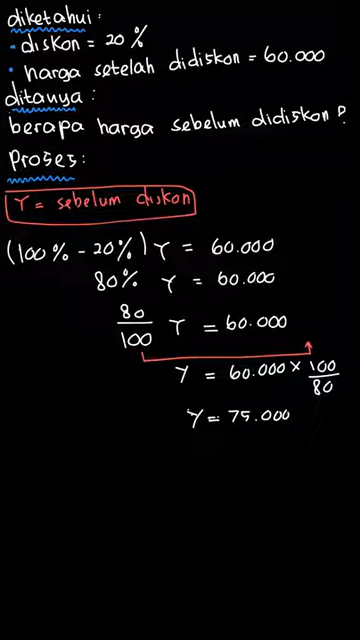 diketahui:
- diskon = 20 %
• harga setelah didiskon = 60.000
ditanya:
berapa harga sebelum didiskon ?
Proses:
Y = sebelum diskon
(100% - 20%) Y = 60.000
80% Y = 60.000
80/100 Y = 60.000
Y = 60.000 × 100/80
Y = 75.000